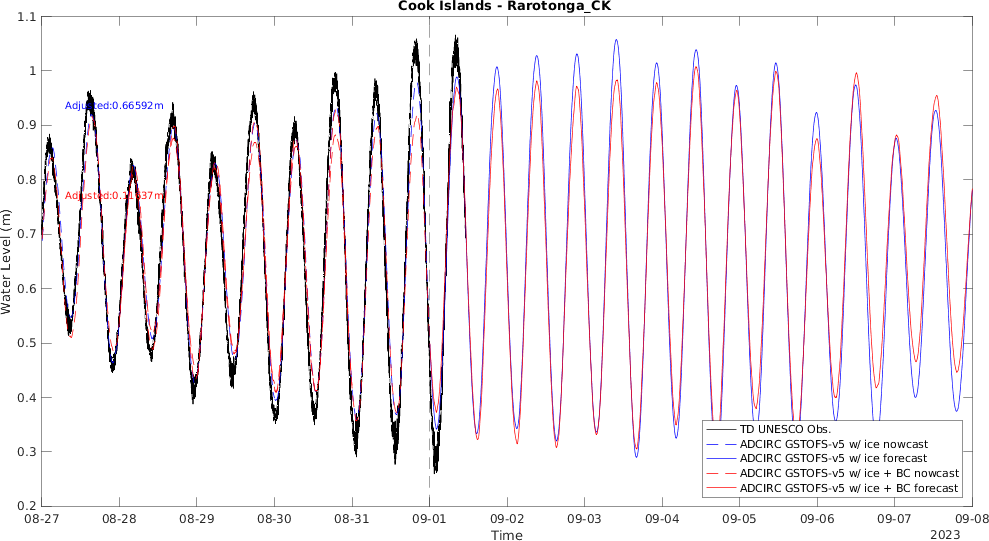 Cook Islands - Rarotonga_CK
1.1
1
0.9
0.8
0.7
0.6
0.5
0.4
0.3
0.2
Water Level (m)
Adjusted:0.66592m
TD UNESCO Obs.
ADCIRC GSTOFS-v5 w/ ice nowcast
ADCIRC GSTOFS-v5 w/ ice forecast
ADCIRC GSTOFS-v5 w/ ice + BC nowcast
ADCIRC GSTOFS-v5 w/ ice + BC forecast
08-27 08-28 08-29 08-30 08-31 09-01 09-02 09-03 09-04 09-05 09-06 09-07 09-08
Time
2023